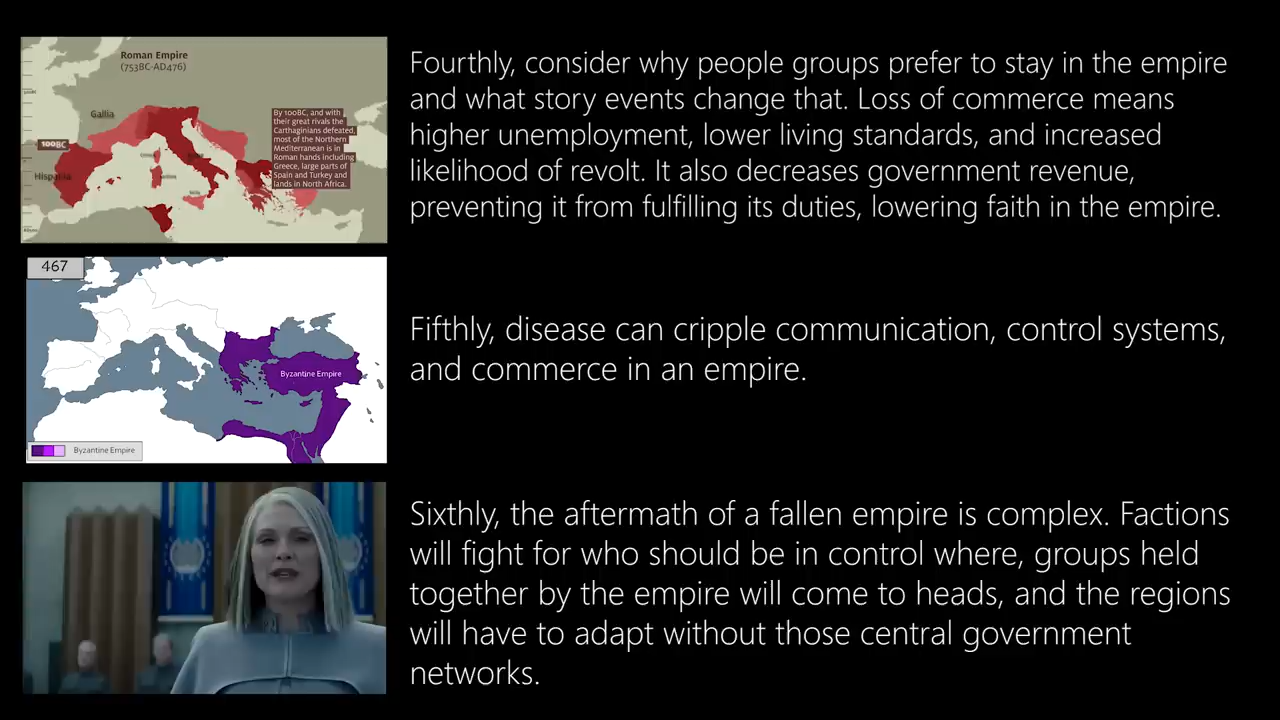 Roman Empire
(753BC-AD476)
Gallia
100BC
Hispania
By 100BC, and with
their great rivals the
Carthaginians defeated,
most of the Northern
Mediterranean is in
Roman hands including
Greece, large parts of
Spain and Turkey and
lands in North Africa.
Fourthly, consider why people groups prefer to stay in the empire
and what story events change that. Loss of commerce means
higher unemployment, lower living standards, and increased
likelihood of revolt. It also decreases government revenue,
preventing it from fulfilling its duties, lowering faith in the empire.
467
Byzantine Empire
Byzantine Empire
Fifthly, disease can cripple communication, control systems,
and commerce in an empire.
Sixthly, the aftermath of a fallen empire is complex. Factions
will fight for who should be in control where, groups held
together by the empire will come to heads, and the regions
will have to adapt without those central government
networks.